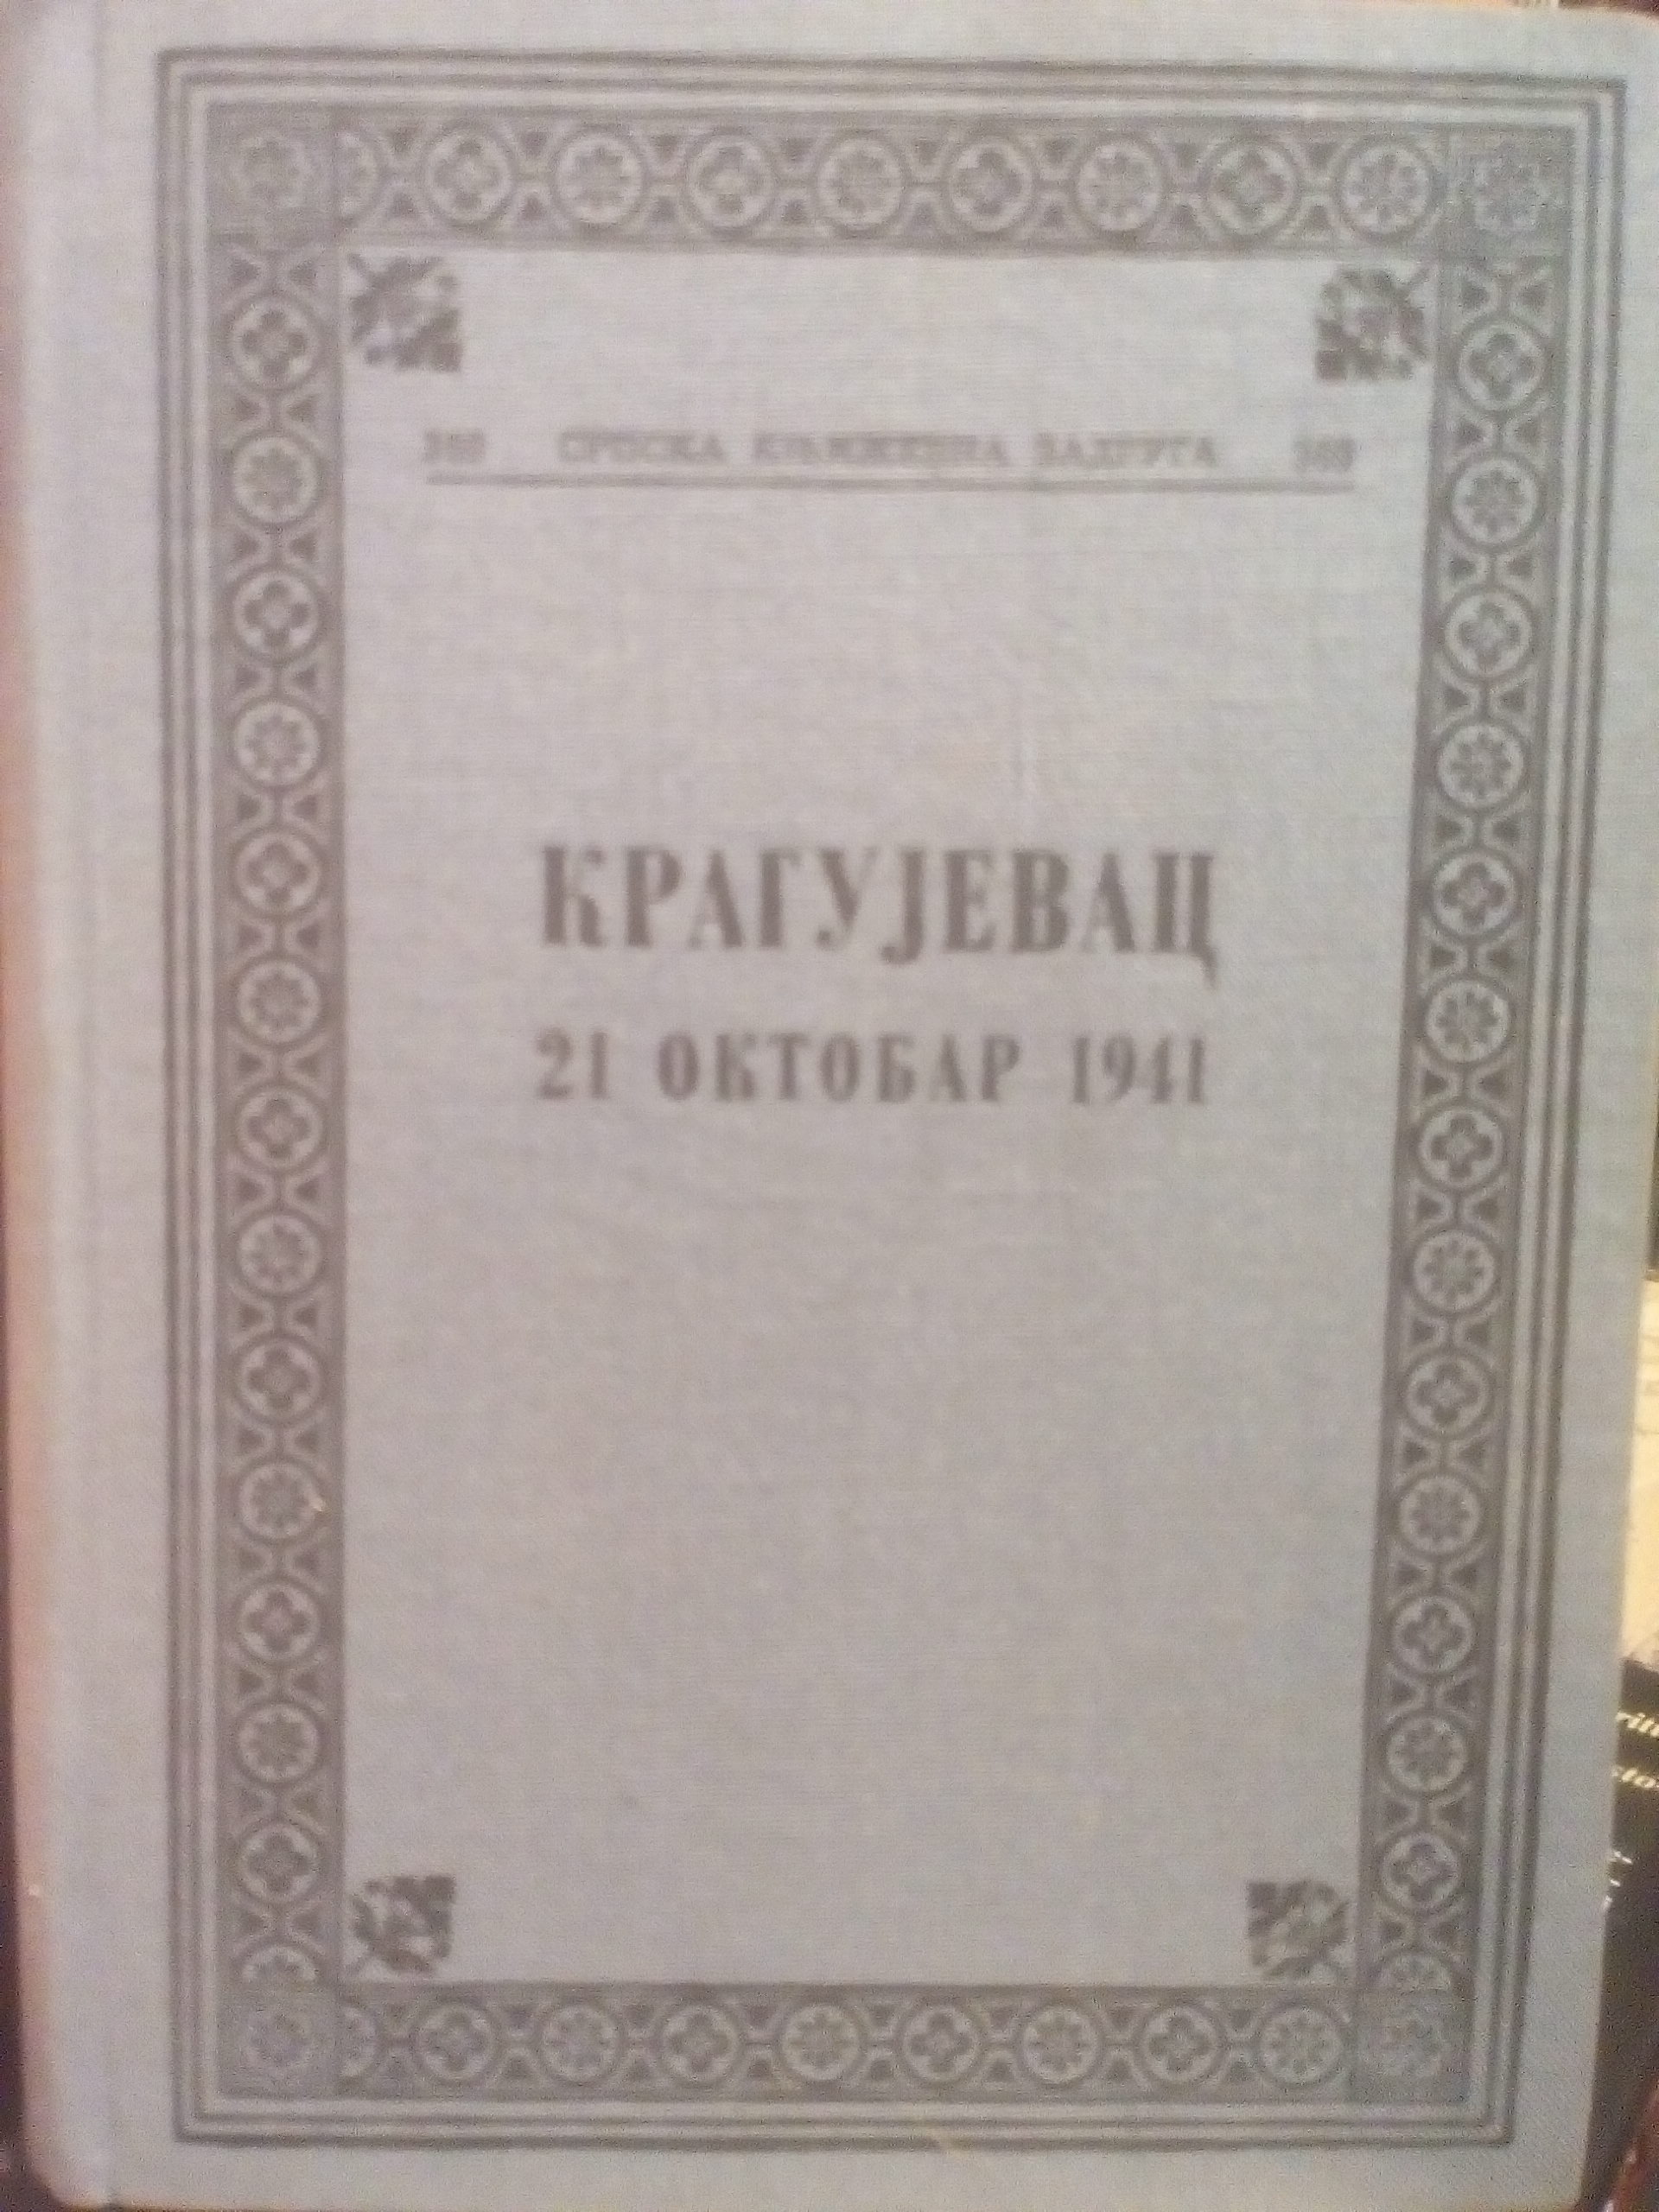 СРПСКА КЊИЖЕВНА ЗАДРУГА
КРАГУЈЕВАЦ
21 ОКТОБАР 1941